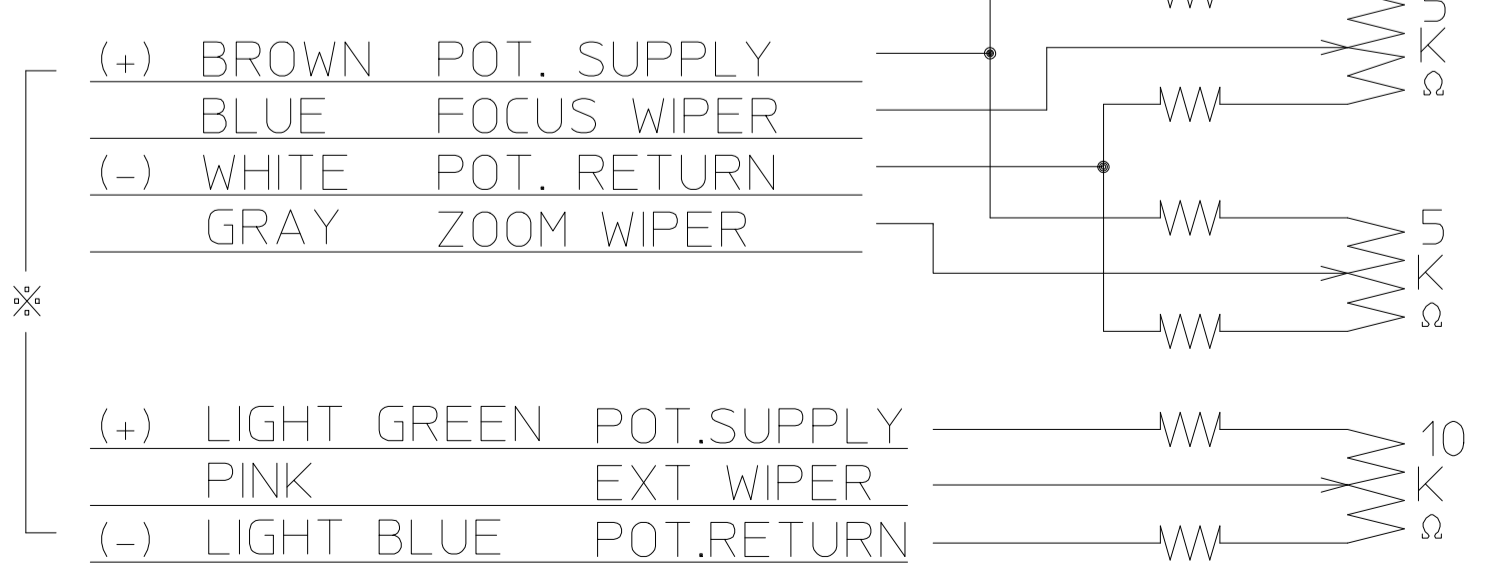 5
K
Ω
(+) BROWN POT. SUPPLY
BLUE FOCUS WIPER
(-) WHITE POT. RETURN
GRAY ZOOM WIPER
5
K
Ω
※
(+) LIGHT GREEN POT.SUPPLY
PINK EXT WIPER
(-) LIGHT BLUE POT.RETURN
10
K
Ω